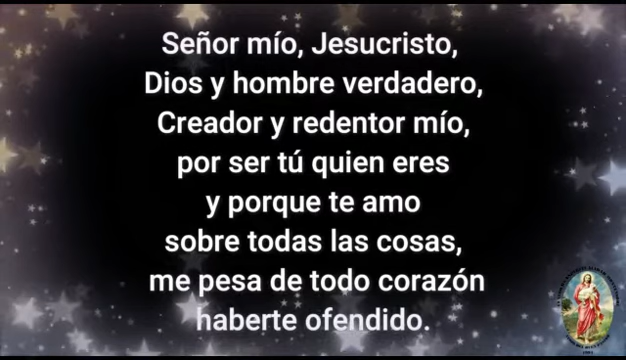 Señor mío, Jesucristo,
Dios y hombre verdadero,
Creador y redentor mío,
por ser tú quien eres
y porque te amo
sobre todas las cosas,
me pesa de todo corazón
haberte ofendido.